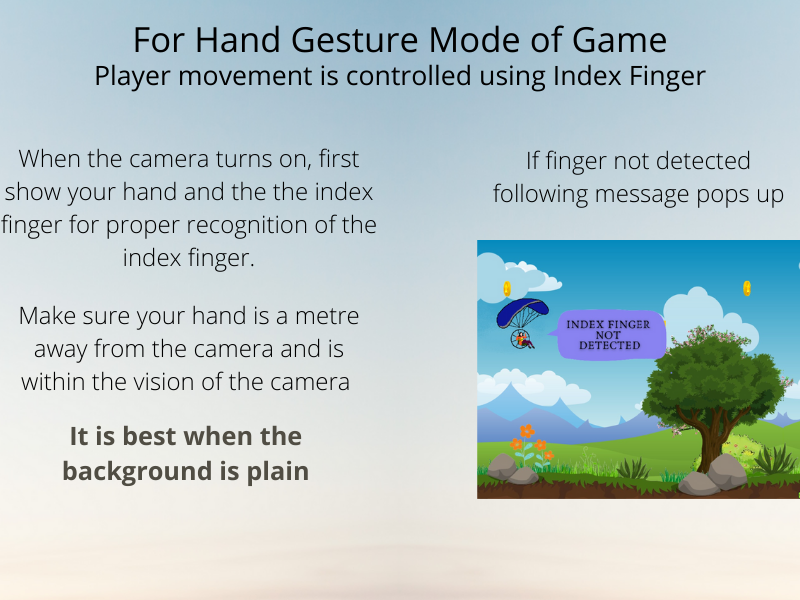 For Hand Gesture Mode of Game
Player movement is controlled using Index Finger
When the camera turns on, first
show your hand and the the index
finger for proper recognition of the
index finger.
Make sure your hand is a metre
away from the camera and is
within the vision of the camera
It is best when the
background is plain
If finger not detected
following message pops up
INDEX FINGER
NOT
DETECTED